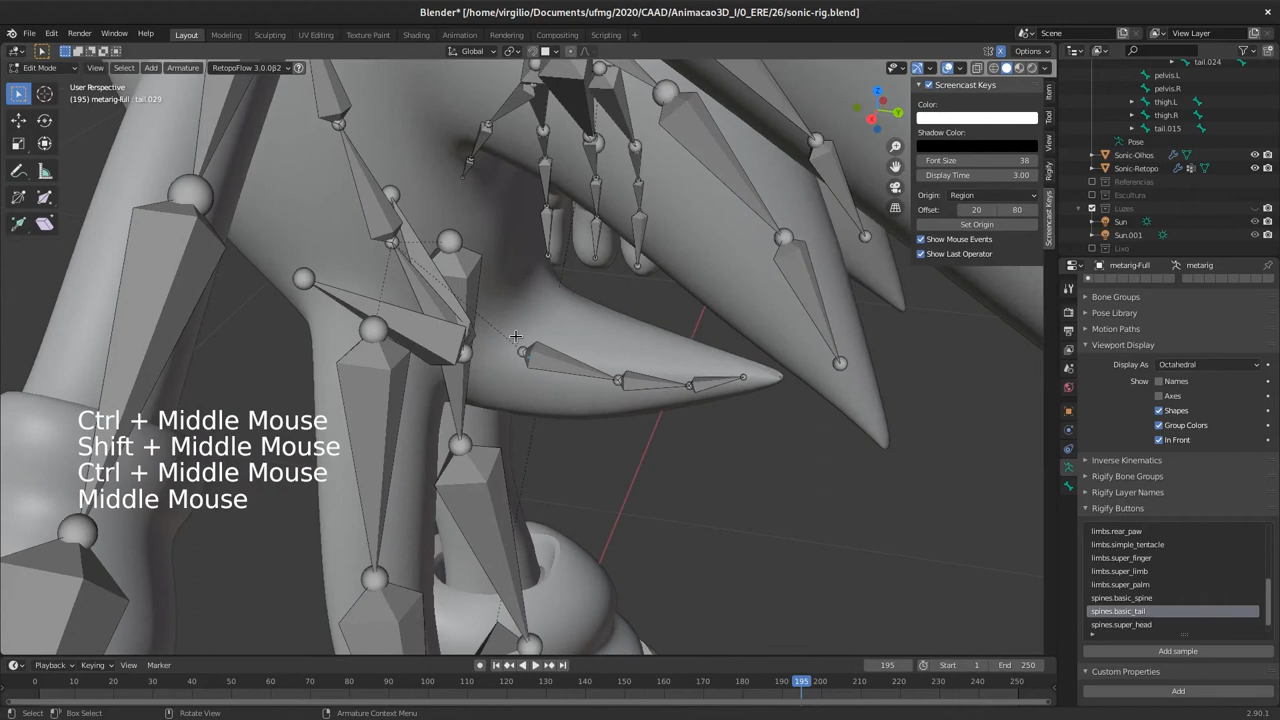 Blender* [/home/virgilio/Documents/ufmg/2020/CAAD/Animacao3D_I/0_ERE/26/sonic-rig.blend]
File Edit Render Window Help Layout Modeling Sculpting UV Editing Texture Paint Shading Animation Rendering Compositing Scripting Scene View Layer
Global Options
Edit Mode View Select Add Armature RetopoFlow 3.0.0β2
User Perspective
(195) metarig-full : tail.029
Screencast Keys
Color:
Shadow Color:
Font Size 38
Display Time 3.00
Origin: Region
Offset: 20 80
Set Origin
Show Mouse Events
Show Last Operator
Item
Tool
View
Rigify
Screencast Keys
tail.024
pelvis.L
pelvis.R
thigh.L
thigh.R
tail.015
Pose
Sonic-Olhos
Sonic-Retopo
Referencias
Escultura
Luzes
Sun
Sun.001
Lixo
metarig-Full metarig
Bone Groups
Pose Library
Motion Paths
Viewport Display
Display As Octahedral
Show Names
Axes
Shapes
Group Colors
In Front
Inverse Kinematics
Rigify Bone Groups
Rigify Layer Names
Rigify Buttons
limbs.rear_paw
limbs.simple_tentacle
limbs.super_finger
limbs.super_limb
limbs.super_palm
spines.basic_spine
spines.basic_tail
spines.super_head
Add sample
Custom Properties
Add
Ctrl + Middle Mouse
Shift + Middle Mouse
Ctrl + Middle Mouse
Middle Mouse
Playback Keying View Marker 195 Start 1 End 250
0 10 20 30 40 50 60 70 80 90 100 110 120 130 140 150 160 170 180 190 195 200 210 220 230 240 250
Select Box Select Rotate View Armature Context Menu 2.90.1